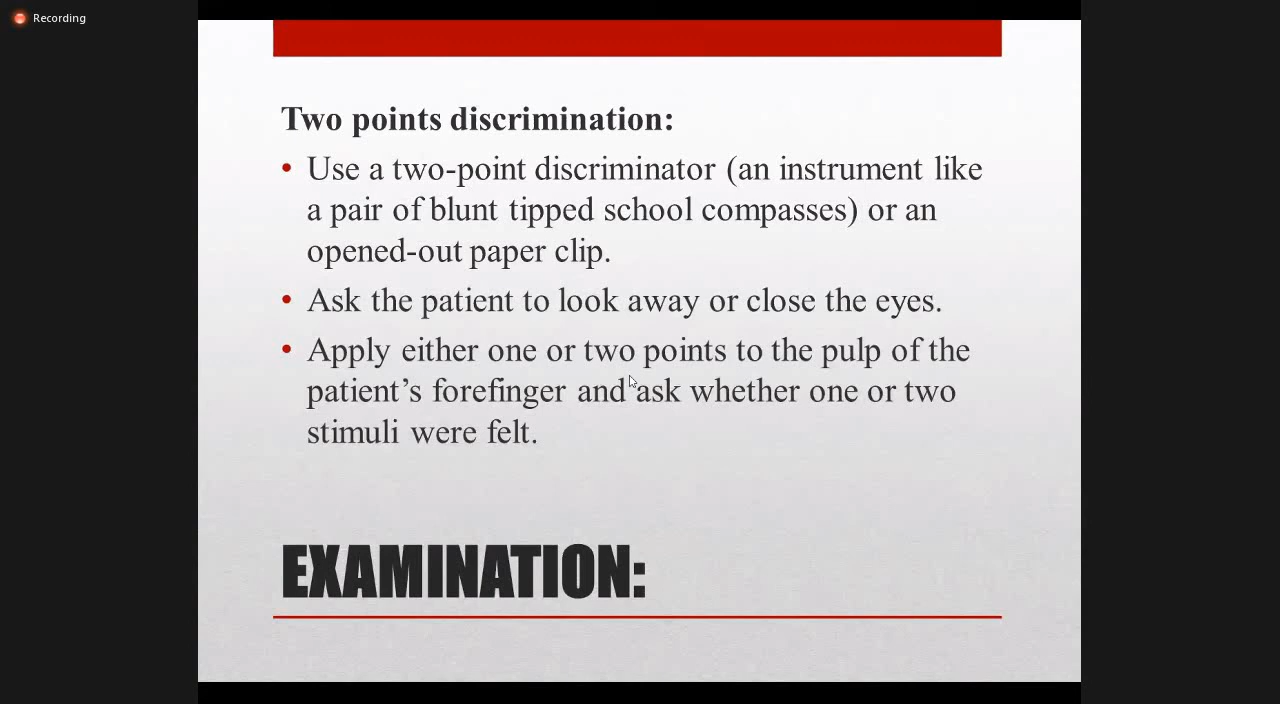 Recording
Two points discrimination:
• Use a two-point discriminator (an instrument like
a pair of blunt tipped school compasses) or an
opened-out paper clip.
• Ask the patient to look away or close the eyes.
• Apply either one or two points to the pulp of the
patient’s forefinger and ask whether one or two
stimuli were felt.
EXAMINATION: